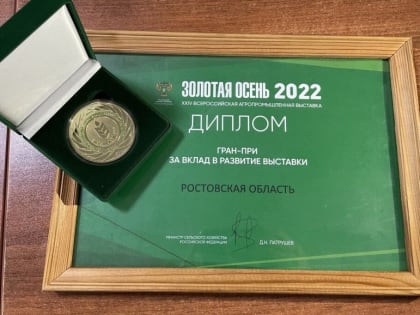 ЗОЛОТАЯ ОСЕНЬ 2022
XXIV ВСЕРОССИЙСКАЯ АГРОПРОМЫШЛЕННАЯ ВЫСТАВКА
ДИПЛОМ
ГРАН-ПРИ
ЗА ВКЛАД В РАЗВИТИЕ ВЫСТАВКИ
РОСТОВСКАЯ ОБЛАСТЬ
МИНИСТР СЕЛЬСКОГО ХОЗЯЙСТВА
РОССИЙСКОЙ ФЕДЕРАЦИИ
Д.Н. ПАТРУШЕВ